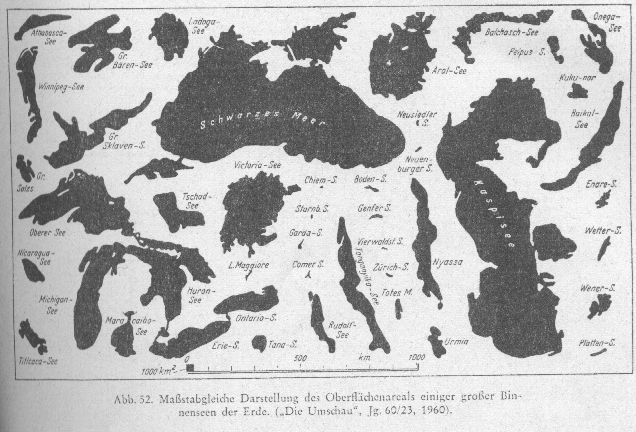 Athabasca-
See
Gr.
Bären-See
Ladoga-
See
Balchasch-See
Onega-
See
Peipus S.
Aral-See
Kuku-nor
Winnipeg-See
Baikal-
See
Schwarzes Meer
Neusiedler
S.
Gr.
Sklaven-S.
Neuen-
burger S.
Gr.
Salzs.
Victoria-See
Chiem-S.
Boden-S.
Kaspisee
Enare-S.
Tschad-
See
Starnb. S.
Genfer S.
Oberer See
Garda-S.
Vierwaldst. S.
Wetter-S.
Nicaragua-
See
L. Maggiore
Comer S.
Tanganjika-See
Zürich-S.
Nyassa
Michigan-
See
Huron-
See
Totes M.
Wener-S.
Maracaibo-
See
Ontario-S.
Rudolf-
See
Urmia
Titicaca-See
Erie-S.
Tana-S.
Platten-S.
0 500 km 1000
1000 km²
Abb. 32. Maßstabgleiche Darstellung des Oberflächenareals einiger großer Bin-
nenseen der Erde. („Die Umschau", Jg. 60/23, 1960).